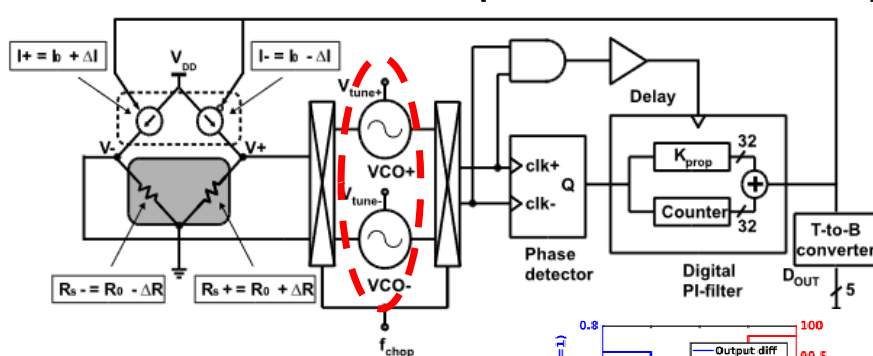 I+ = I0 + ΔI
I- = I0 - ΔI
VDD
Vtune+
V-
V+
VCO+
Vtune-
VCO-
fchop
Rs - = R0 - ΔR
Rs + = R0 + ΔR
Delay
clk+
clk-
Q
Phase
detector
Kprop
32
Counter
32
+
Digital
PI-filter
T-to-B
converter
DOUT
5
0.8
100
Output diff